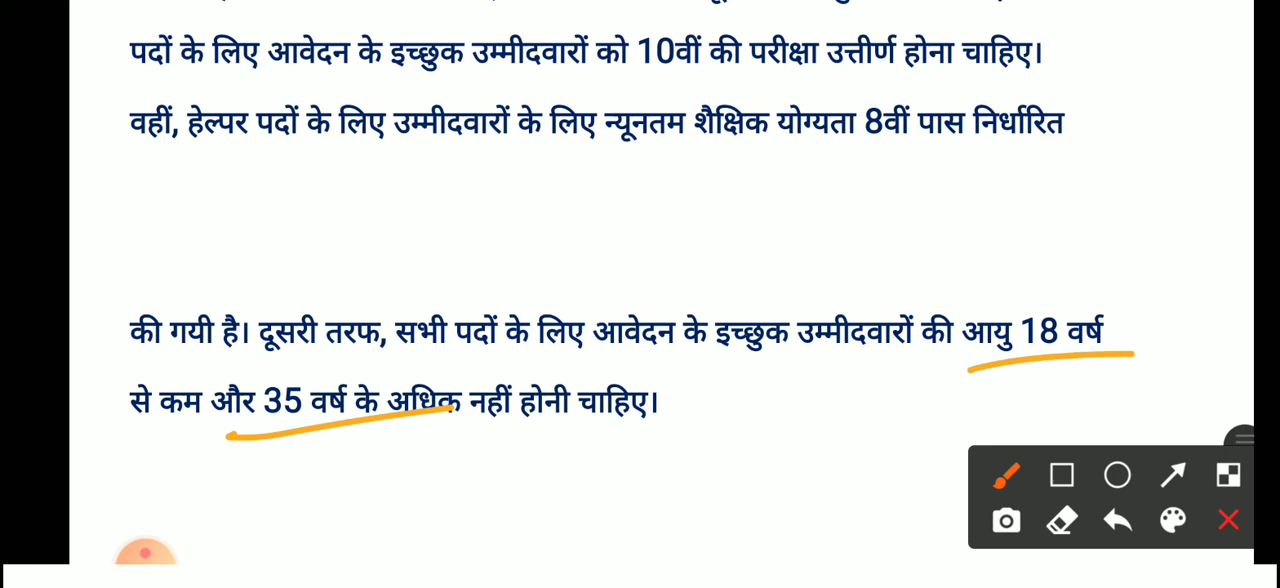 पदों के लिए आवेदन के इच्छुक उम्मीदवारों को 10वीं की परीक्षा उत्तीर्ण होना चाहिए।
वहीं, हेल्पर पदों के लिए उम्मीदवारों के लिए न्यूनतम शैक्षिक योग्यता 8वीं पास निर्धारित
की गयी है। दूसरी तरफ, सभी पदों के लिए आवेदन के इच्छुक उम्मीदवारों की आयु 18 वर्ष
से कम और 35 वर्ष के अधिक नहीं होनी चाहिए।